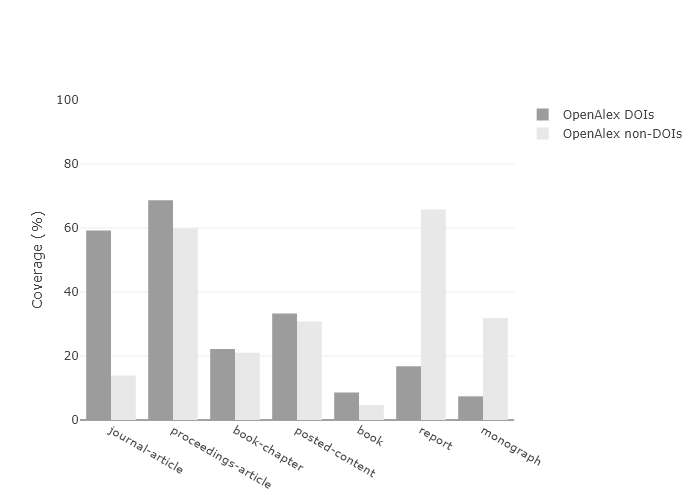 100
80
60
40
20
0
Coverage (%)
journal-article
proceedings-article
book-chapter
posted-content
book
report
monograph
OpenAlex DOIs
OpenAlex non-DOIs